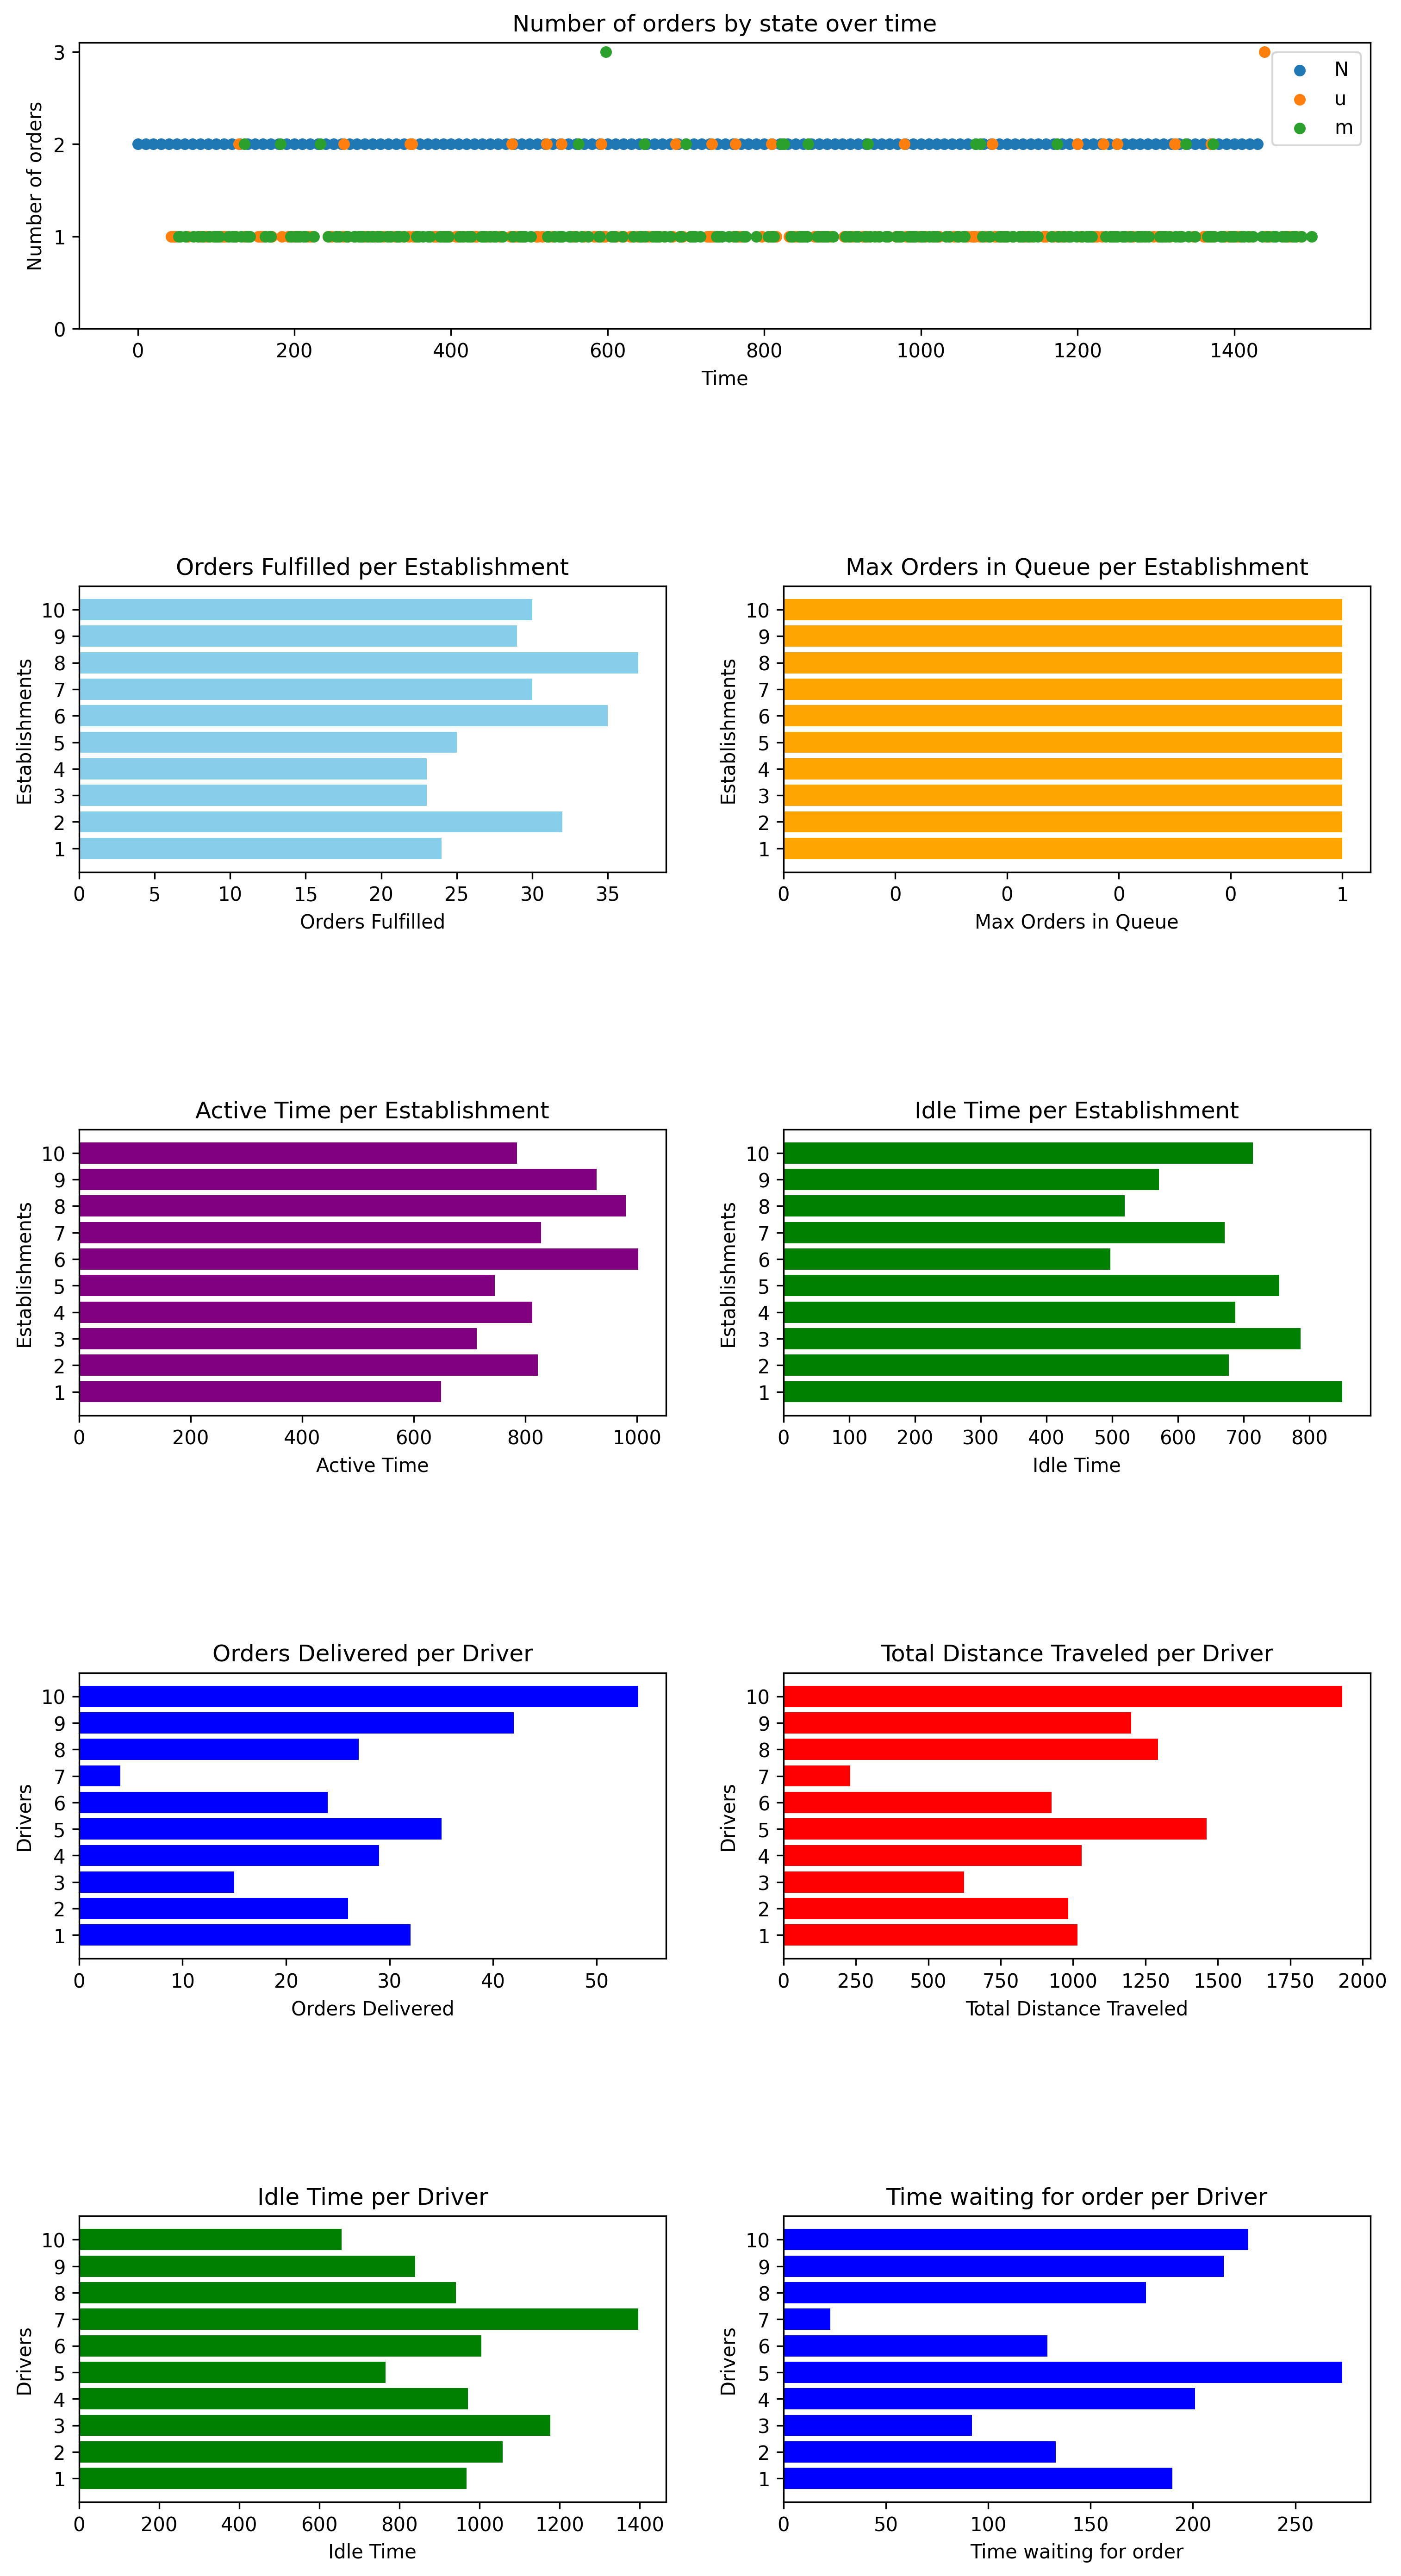 Number of orders by state over time
Number of orders
3
2
1
0
N
u
m
0 200 400 600 800 1000 1200 1400
Time
Orders Fulfilled per Establishment
Establishments
10
9
8
7
6
5
4
3
2
1
0 5 10 15 20 25 30 35
Orders Fulfilled
Max Orders in Queue per Establishment
Establishments
10
9
8
7
6
5
4
3
2
1
0 0 0 0 0 1
Max Orders in Queue
Active Time per Establishment
Establishments
10
9
8
7
6
5
4
3
2
1
0 200 400 600 800 1000
Active Time
Idle Time per Establishment
Establishments
10
9
8
7
6
5
4
3
2
1
0 100 200 300 400 500 600 700 800
Idle Time
Orders Delivered per Driver
Drivers
10
9
8
7
6
5
4
3
2
1
0 10 20 30 40 50
Orders Delivered
Total Distance Traveled per Driver
Drivers
10
9
8
7
6
5
4
3
2
1
0 250 500 750 1000 1250 1500 1750 2000
Total Distance Traveled
Idle Time per Driver
Drivers
10
9
8
7
6
5
4
3
2
1
0 200 400 600 800 1000 1200 1400
Idle Time
Time waiting for order per Driver
Drivers
10
9
8
7
6
5
4
3
2
1
0 50 100 150 200 250
Time waiting for order